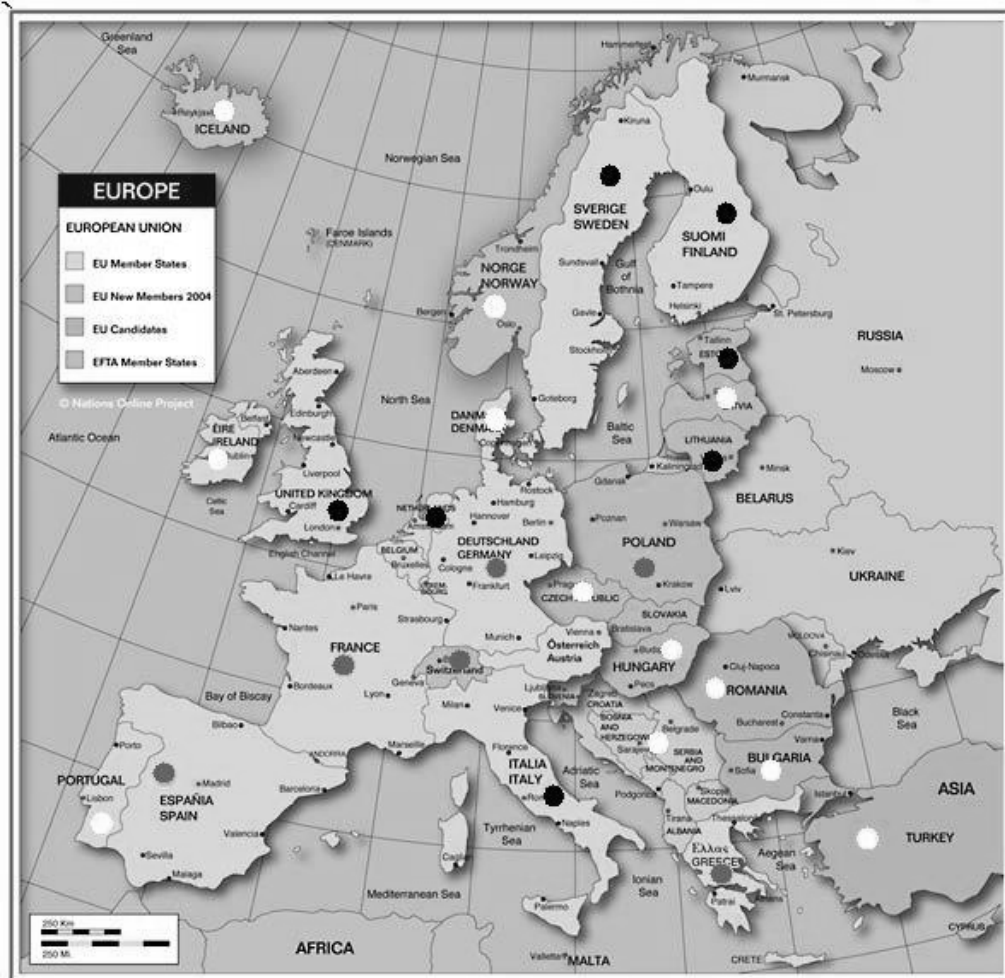 Greenland
Sea
Hammerfest
Murmansk
Reykjavik
ICELAND
Kiruna
Norwegian Sea
EUROPE
EUROPEAN UNION
EU Member States
EU New Members 2004
EU Candidates
EFTA Member States
© Nations Online Project
Oulu
SVERIGE
SWEDEN
SUOMI
FINLAND
Faroe Islands
(DENMARK)
Trondheim
Sundsvall
Gulf
of
Bothnia
NORGE
NORWAY
Tampere
Helsinki
Bergen
Oslo
Gavle
St. Petersburg
RUSSIA
Tallinn
Stockholm
Moscow
Aberdeen
North Sea
Goteborg
Edinburgh
Belfast
Baltic
Sea
Atlantic Ocean
ÉIRE
IRELAND
Newcastle
LITHUANIA
Dublin
Liverpool
Kaliningrad
Minsk
Gdansk
Celtic
Sea
UNITED KINGDOM
Cardiff
London
Rostock
Hamburg
BELARUS
Hannover
Berlin
Poznan
Warsaw
English Channel
BELGIUM
Bruxelles
DEUTSCHLAND
GERMANY
Leipzig
POLAND
Kiev
Cologne
Le Havre
Frankfurt
Krakow
Lviv
UKRAINE
Paris
Strasbourg
SLOVAKIA
Nantes
Munich
Vienna
Bratislava
MOLDOVA
Österreich
Austria
FRANCE
Switzerland
HUNGARY
Cluj-Napoca
Chisinau
Odessa
Geneva
Bordeaux
Lyon
Pecs
ROMANIA
Bay of Biscay
Milan
Venice
Ljubljana
SLOVENIA
Zagreb
CROATIA
Constanta
Black
Sea
Bilbao
BOSNIA
AND
HERZEGOWINA
Belgrade
Bucharest
Varna
Marseille
Florence
Sarajevo
SERBIA
AND
MONTENEGRO
BULGARIA
Sofia
Porto
ANDORRA
ITALIA
ITALY
Adriatic
Sea
PORTUGAL
Lisbon
Madrid
Barcelona
Podgorica
Skopje
MACEDONIA
Istanbul
ASIA
ESPAÑIA
SPAIN
Naples
Tirana
ALBANIA
Valencia
Tyrrhenian
Sea
TURKEY
Ελλας
GREECE
Aegean
Sea
Sevilla
Malaga
Ionian
Sea
Mediterranean Sea
Patrai
Palermo
250 Km
250 Mi.
AFRICA
Valletta
MALTA
CRETE
CYPRUS